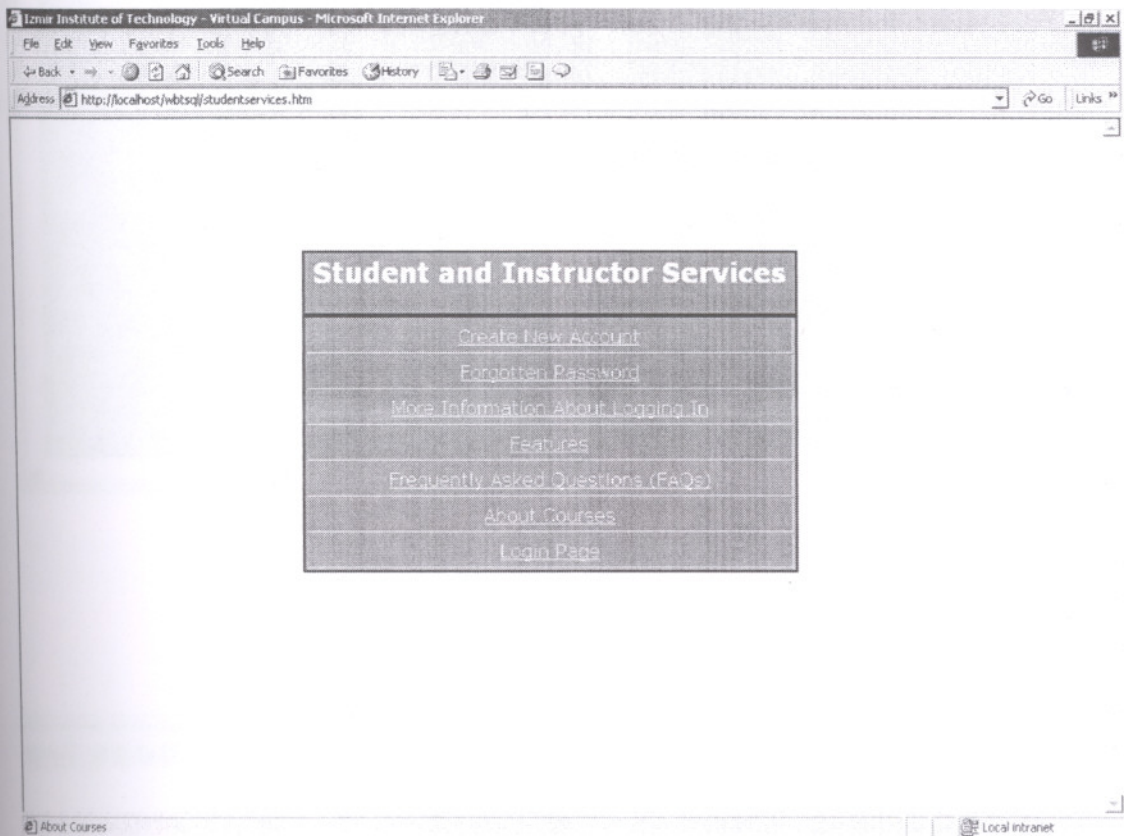 Izmir Institute of Technology - Virtual Campus - Microsoft Internet Explorer
File Edit View Favorites Tools Help
Back Search Favorites History
Address http://localhost/wbtsql/studentservices.htm Go Links »
Student and Instructor Services
Create New Account
Forgotten Password
More Information About Logging In
Features
Frequently Asked Questions (FAQs)
About Courses
Login Page
About Courses Local intranet